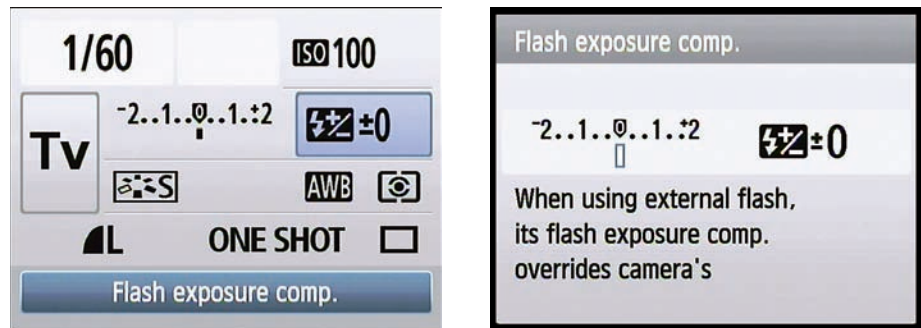 1/60 ISO 100
Tv
-2..1..0..1..+2 ±0
S AWB
L ONE SHOT
Flash exposure comp.
Flash exposure comp.
-2..1..0..1..+2 ±0
When using external flash,
its flash exposure comp.
overrides camera's